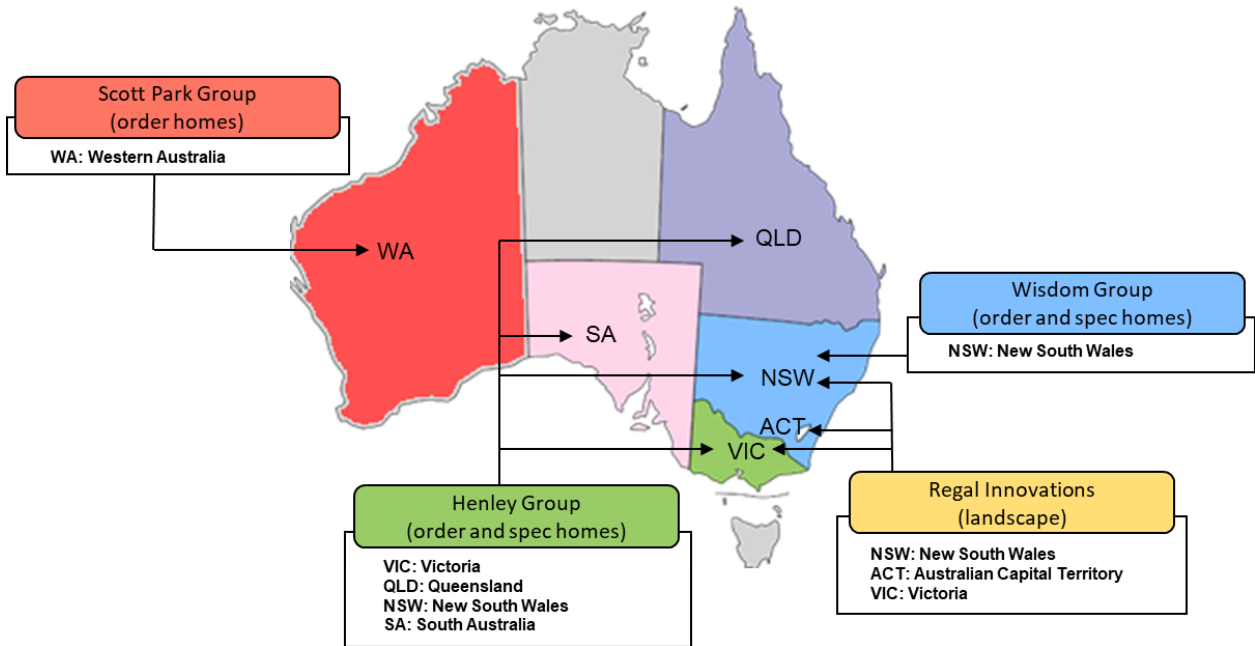 Scott Park Group
(order homes)
WA: Western Australia
WA
QLD
SA
NSW
ACT
VIC
Wisdom Group
(order and spec homes)
NSW: New South Wales
Henley Group
(order and spec homes)
VIC: Victoria
QLD: Queensland
NSW: New South Wales
SA: South Australia
Regal Innovations
(landscape)
NSW: New South Wales
ACT: Australian Capital Territory
VIC: Victoria